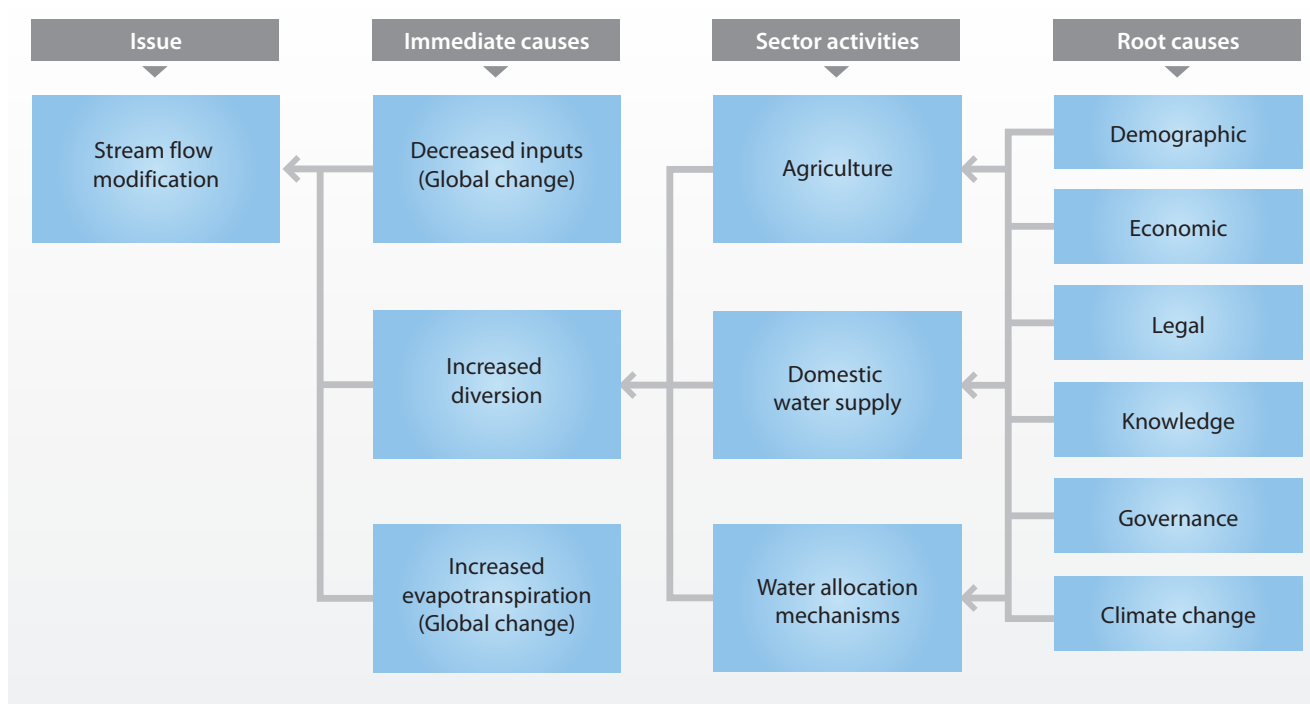 Issue
Immediate causes
Sector activities
Root causes
Stream flow
modification
Decreased inputs
(Global change)
Increased
diversion
Increased
evapotranspiration
(Global change)
Agriculture
Domestic
water supply
Water allocation
mechanisms
Demographic
Economic
Legal
Knowledge
Governance
Climate change